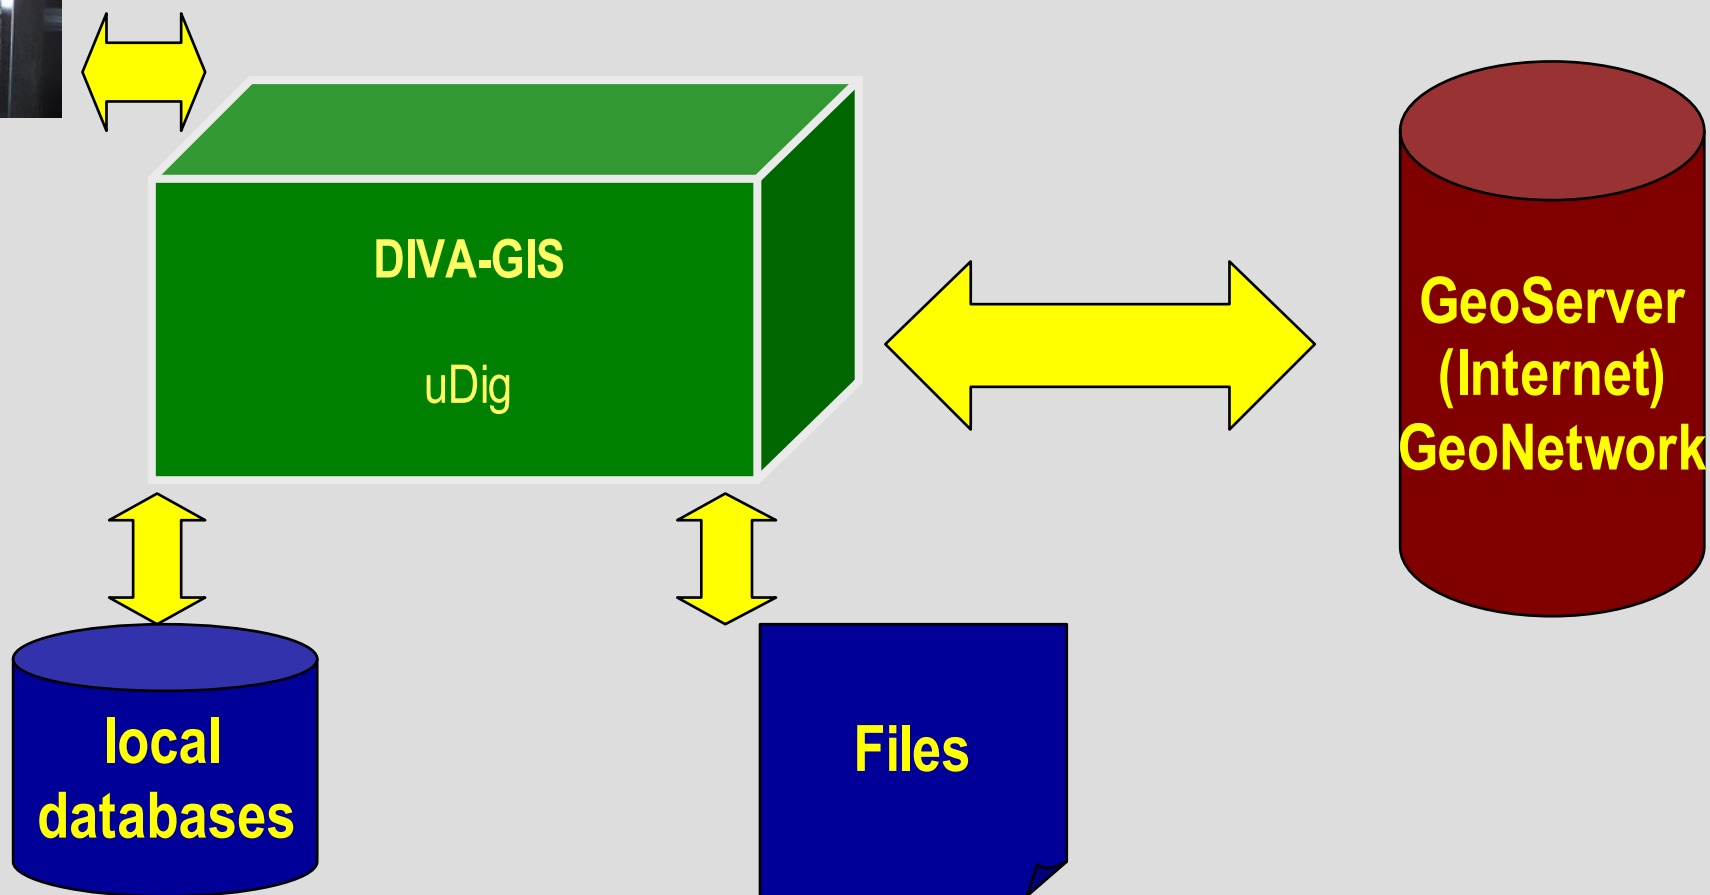 DIVA-GIS
uDig
GeoServer
(Internet)
GeoNetwork
local
databases
Files